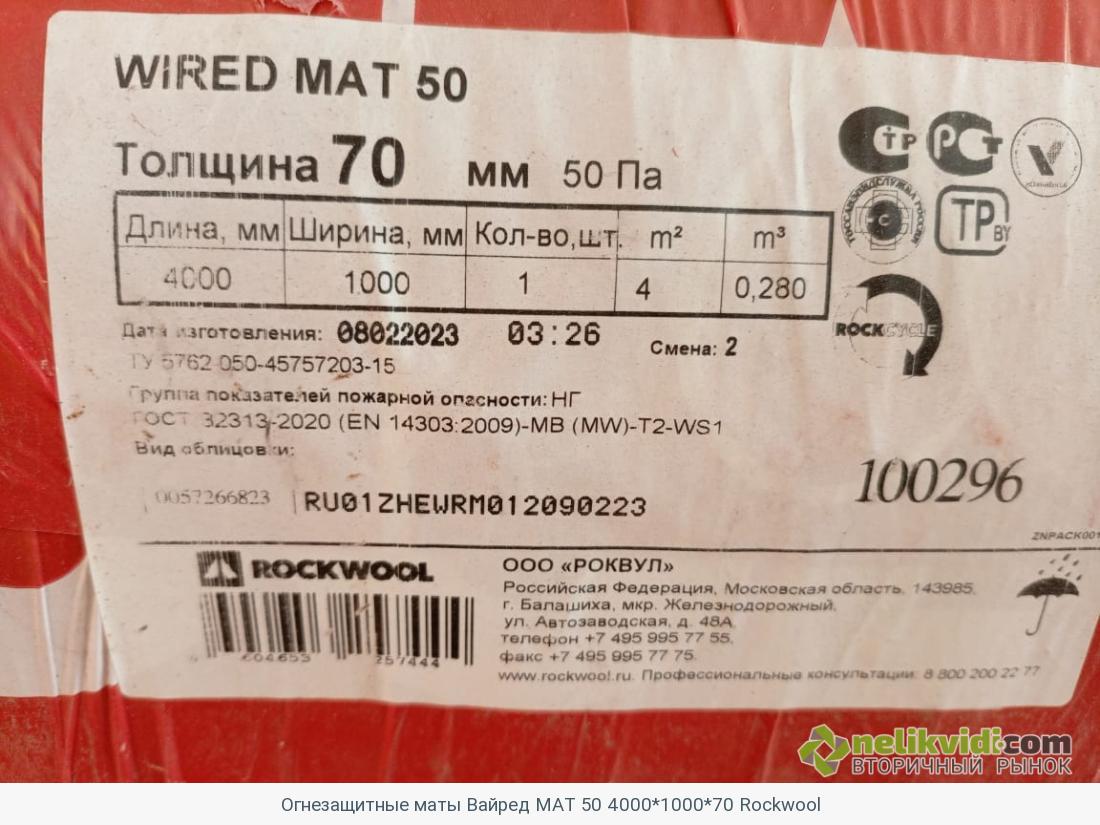 WIRED MAT 50
Толщина 70 мм 50 Па
Длина, мм Ширина, мм Кол-во,шт. m² m³
4000 1000 1 4 0,280
Дата изготовления: 08022023 03:26 Смена: 2
ТУ 5762 050-45757203-15
Группа показателей пожарной опасности: НГ
ГОСТ 32313-2020 (EN 14303:2009)-MB (MW)-T2-WS1
Вид облицовки:
0057266823 RU01ZHEWRM012090223
100296
ZNPACK001
СТР РСТ
ТР BY
ROCKCYCLE
ROCKWOOL
604655 257444
ООО «РОКВУЛ»
Российская Федерация, Московская область, 143985,
г. Балашиха, мкр. Железнодорожный,
ул. Автозаводская, д. 48А
телефон +7 495 995 77 55,
факс +7 495 995 77 75.
www.rockwool.ru. Профессиональные консультации: 8 800 200 22 77
nelikvidi.com
ВТОРИЧНЫЙ РЫНОК
Огнезащитные маты Вайред МАТ 50 4000*1000*70 Rockwool